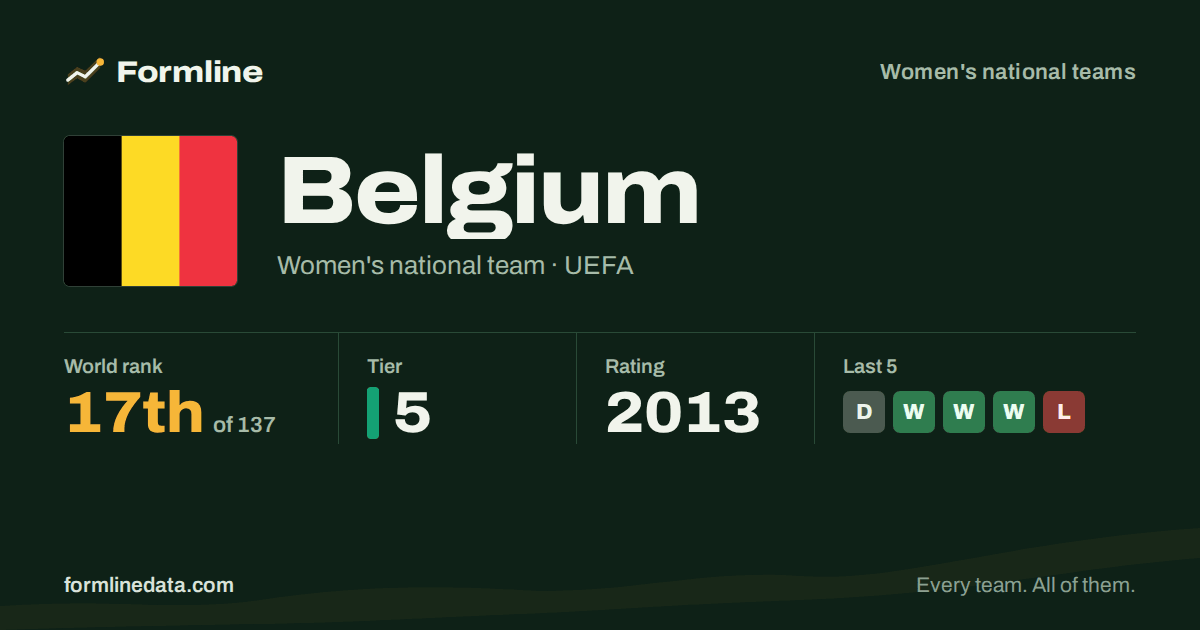 Formline
Women's national teams
Belgium
Women's national team · UEFA
World rank
17th of 137
Tier
5
Rating
2013
Last 5
D W W W L
formlinedata.com
Every team. All of them.